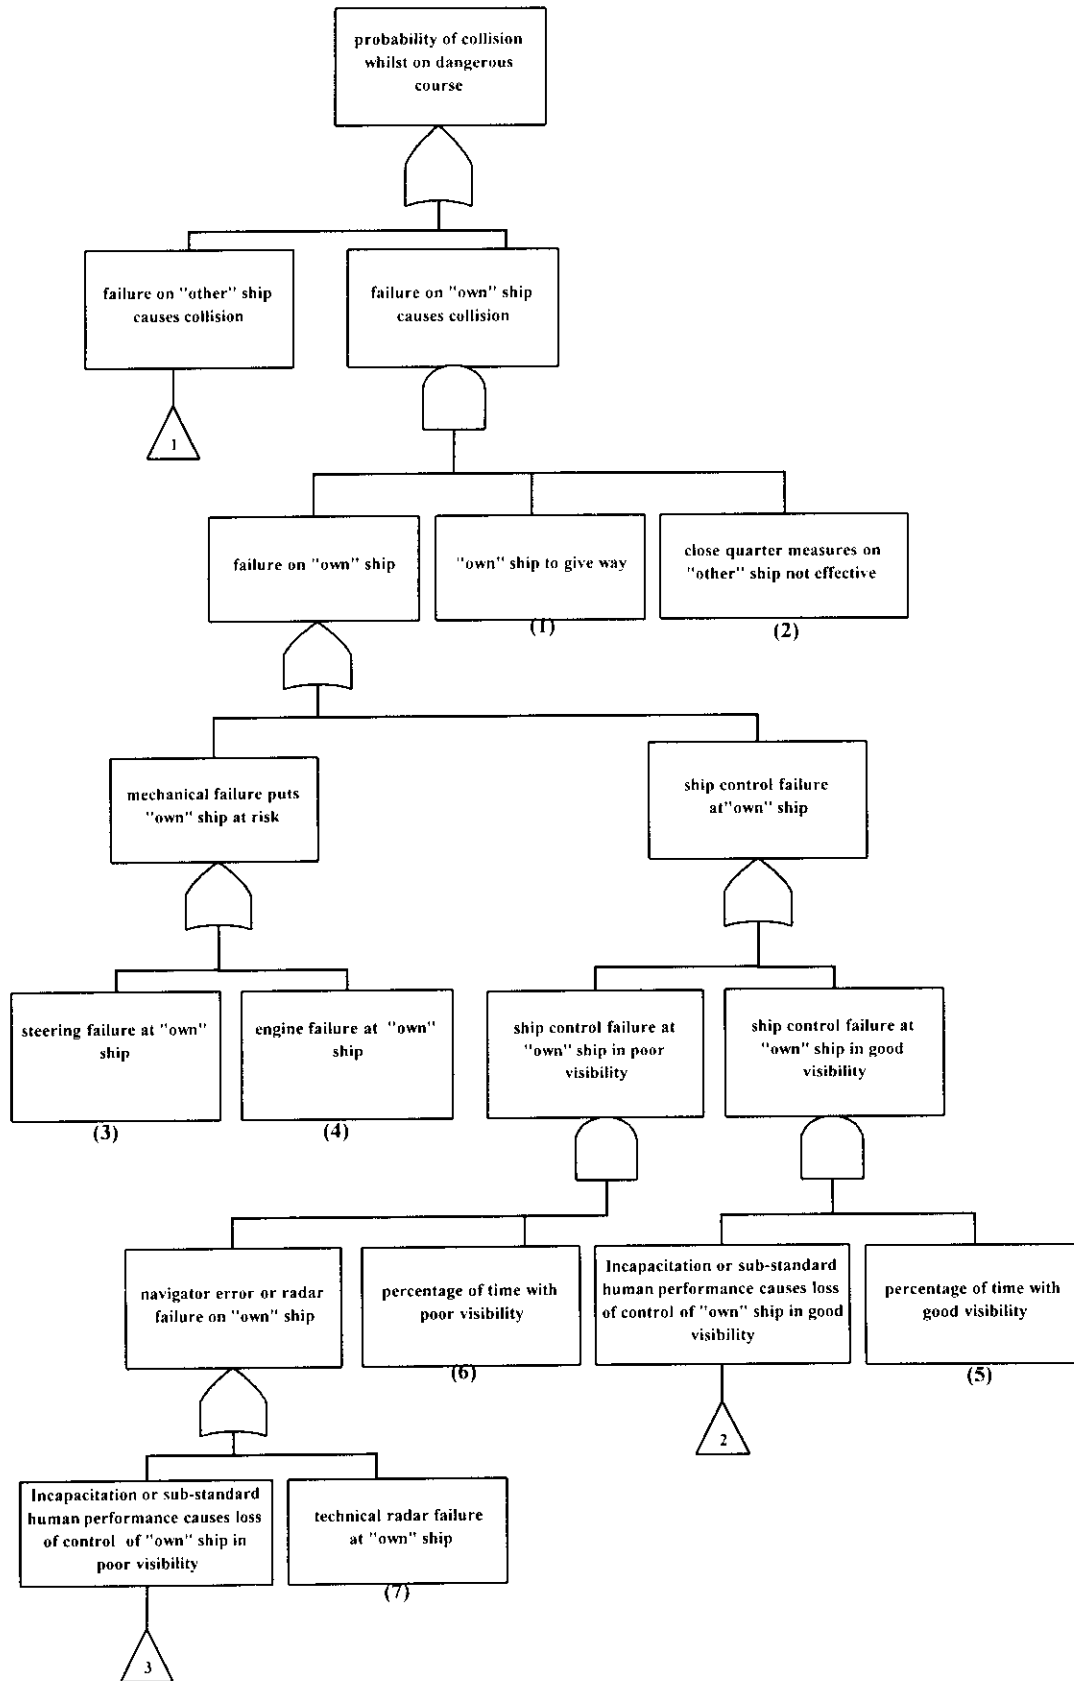 probability of collision
whilst on dangerous
course
failure on "other" ship
causes collision
failure on "own" ship
causes collision
1
failure on "own" ship
"own" ship to give way
close quarter measures on
"other" ship not effective
(1)
(2)
mechanical failure puts
"own" ship at risk
ship control failure
at"own" ship
steering failure at "own"
ship
engine failure at "own"
ship
ship control failure at
"own" ship in poor
visibility
ship control failure at
"own" ship in good
visibility
(3)
(4)
navigator error or radar
failure on "own" ship
percentage of time with
poor visibility
Incapacitation or sub-standard
human performance causes loss
of control of "own" ship in good
visibility
percentage of time with
good visibility
(6)
(5)
2
Incapacitation or sub-standard
human performance causes loss
of control of "own" ship in
poor visibility
technical radar failure
at "own" ship
(7)
3